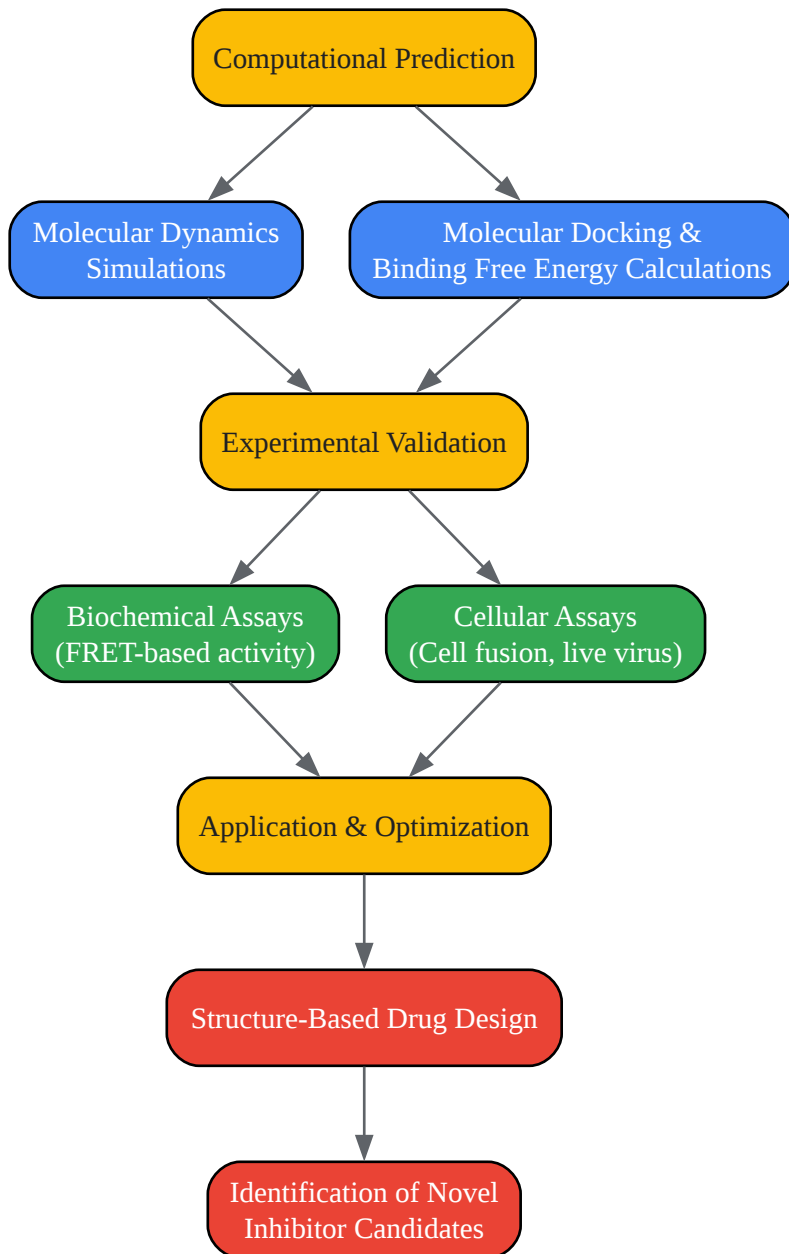 Computational Prediction
Molecular Dynamics
Simulations
Molecular Docking &
Binding Free Energy Calculations
Experimental Validation
Biochemical Assays
(FRET-based activity)
Cellular Assays
(Cell fusion, live virus)
Application & Optimization
Structure-Based Drug Design
Identification of Novel
Inhibitor Candidates